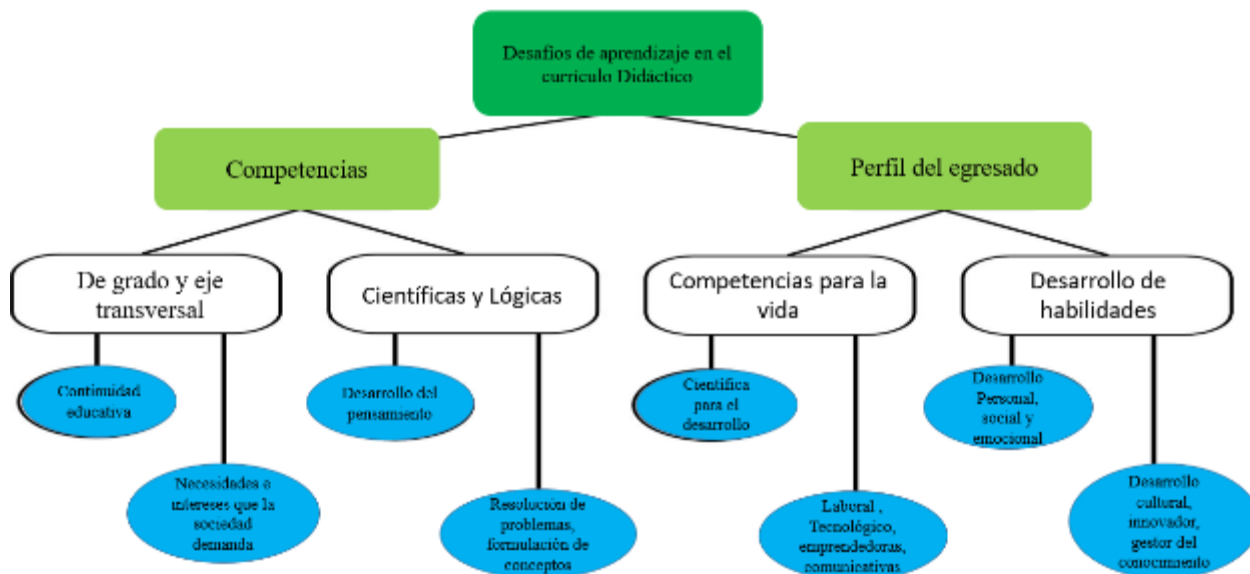 Desafíos de aprendizaje en el
currículo Didáctico
Competencias
Perfil del egresado
De grado y eje
transversal
Científicas y Lógicas
Competencias para la
vida
Desarrollo de
habilidades
Continuidad
educativa
Desarrollo del
pensamiento
Científica
para el
desarrollo
Desarrollo
Personal,
social y
emocional
Necesidades e
intereses que la
sociedad
demanda
Resolución de
problemas,
formulación de
conceptos
Laboral ,
Tecnológico,
emprendedoras,
comunicativas
Desarrollo
cultural,
innovador,
gestor del
conocimiento